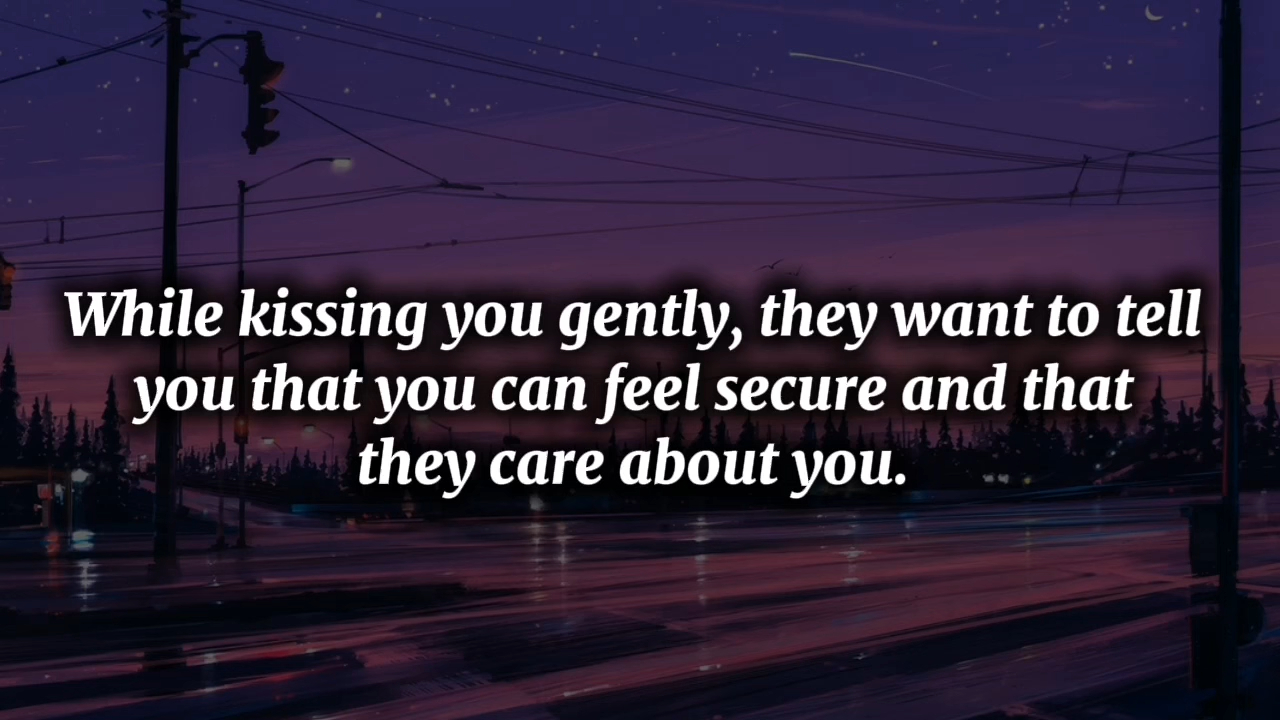 While kissing you gently, they want to tell
you that you can feel secure and that
they care about you.